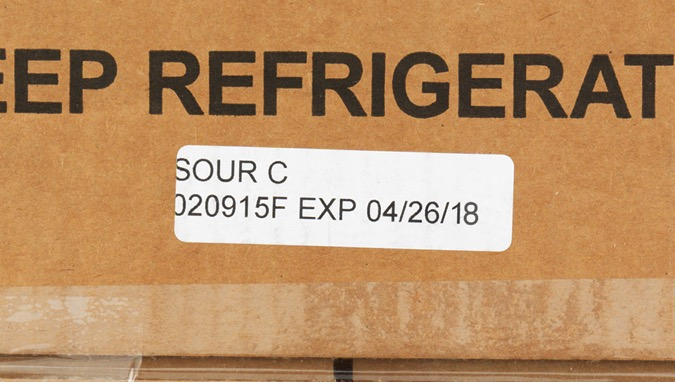 EEP REFRIGERAT
SOUR C
020915F EXP 04/26/18